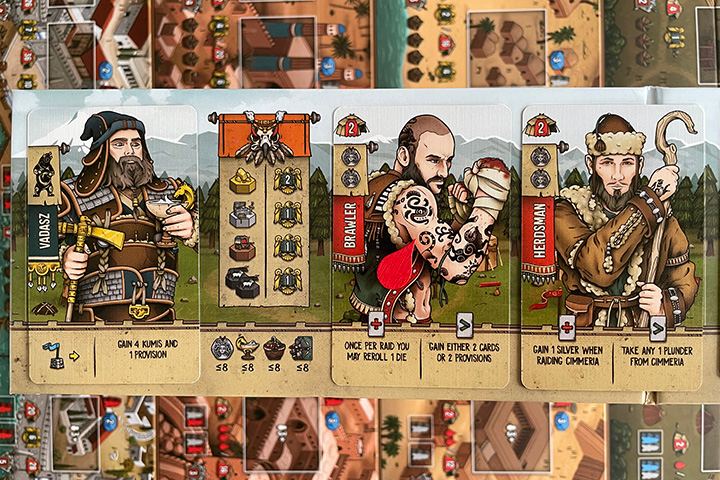 VADASZ
GAIN 4 KUMIS AND
1 PROVISION
2
1
1
1
≤8
≤8
≤8
≤8
2
BRAWLER
ONCE PER RAID YOU
MAY REROLL 1 DIE
GAIN EITHER 2 CARDS
OR 2 PROVISIONS
2
HERDSMAN
GAIN 1 SILVER WHEN
RAIDING CIMMERIA
TAKE ANY 1 PLUNDER
FROM CIMMERIA